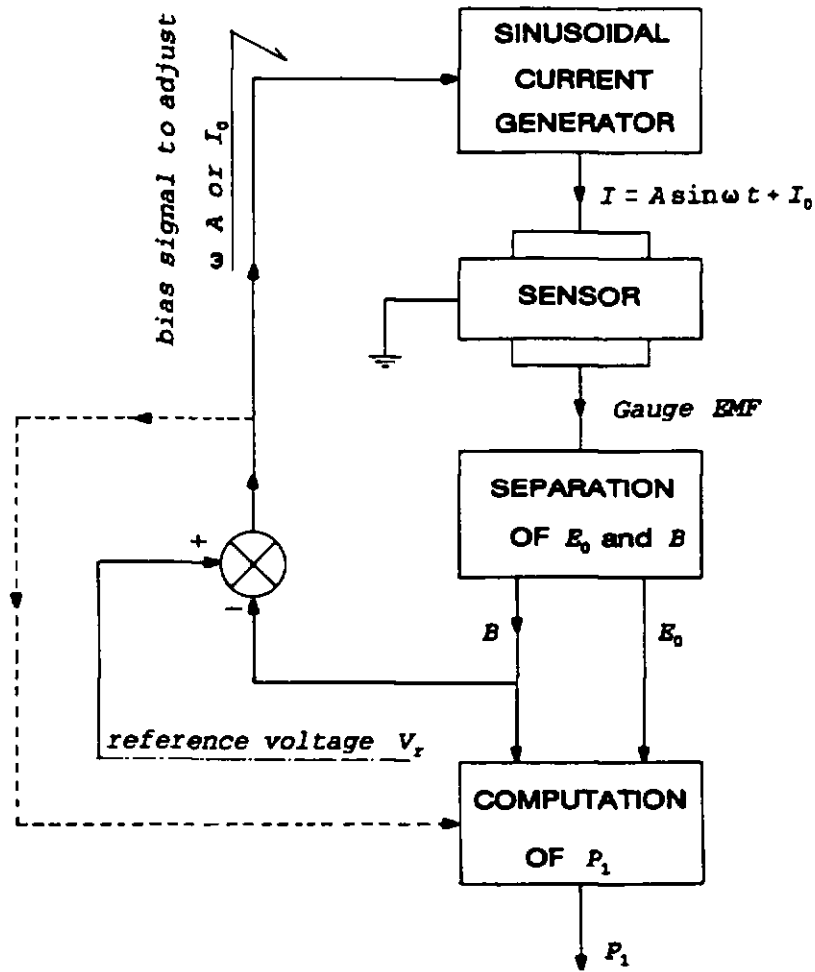 SINUSOIDAL
CURRENT
GENERATOR
bias signal to adjust
ω A or I₀
I = A sin ω t + I₀
SENSOR
Gauge EMF
SEPARATION
OF E₀ and B
+
−
B
E₀
reference voltage Vᵣ
COMPUTATION
OF P₁
P₁